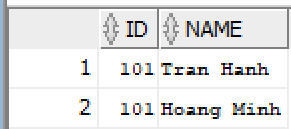 ID NAME
1 101 Tran Hanh
2 101 Hoang Minh